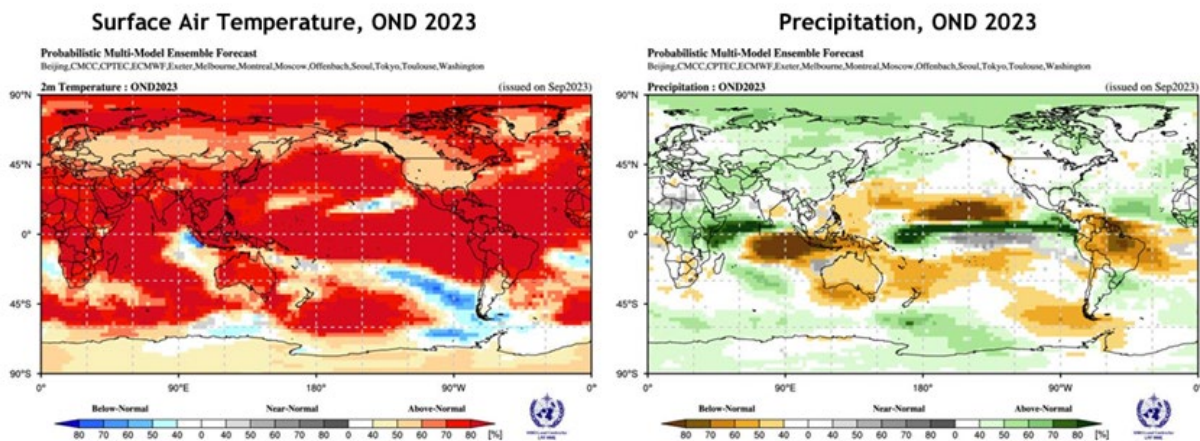 Surface Air Temperature, OND 2023
Probabilistic Multi-Model Ensemble Forecast
Beijing,CMCC,CPTEC,ECMWF,Exeter,Melbourne,Montreal,Moscow,Offenbach,Seoul,Tokyo,Toulouse,Washington
2m Temperature : OND2023 (issued on Sep2023)
90°N
45°N
0°
45°S
90°S
0° 90°E 180° 90°W 0°
Below-Normal Near-Normal Above-Normal
80 70 60 50 40 0 40 50 60 70 80 0 40 50 60 70 80 [%]
Precipitation, OND 2023
Probabilistic Multi-Model Ensemble Forecast
Beijing,CMCC,CPTEC,ECMWF,Exeter,Melbourne,Montreal,Moscow,Offenbach,Seoul,Tokyo,Toulouse,Washington
Precipitation : OND2023 (issued on Sep2023)
90°N
45°N
0°
45°S
90°S
0° 90°E 180° 90°W 0°
Below-Normal Near-Normal Above-Normal
80 70 60 50 40 0 40 50 60 70 80 0 40 50 60 70 80 [%]